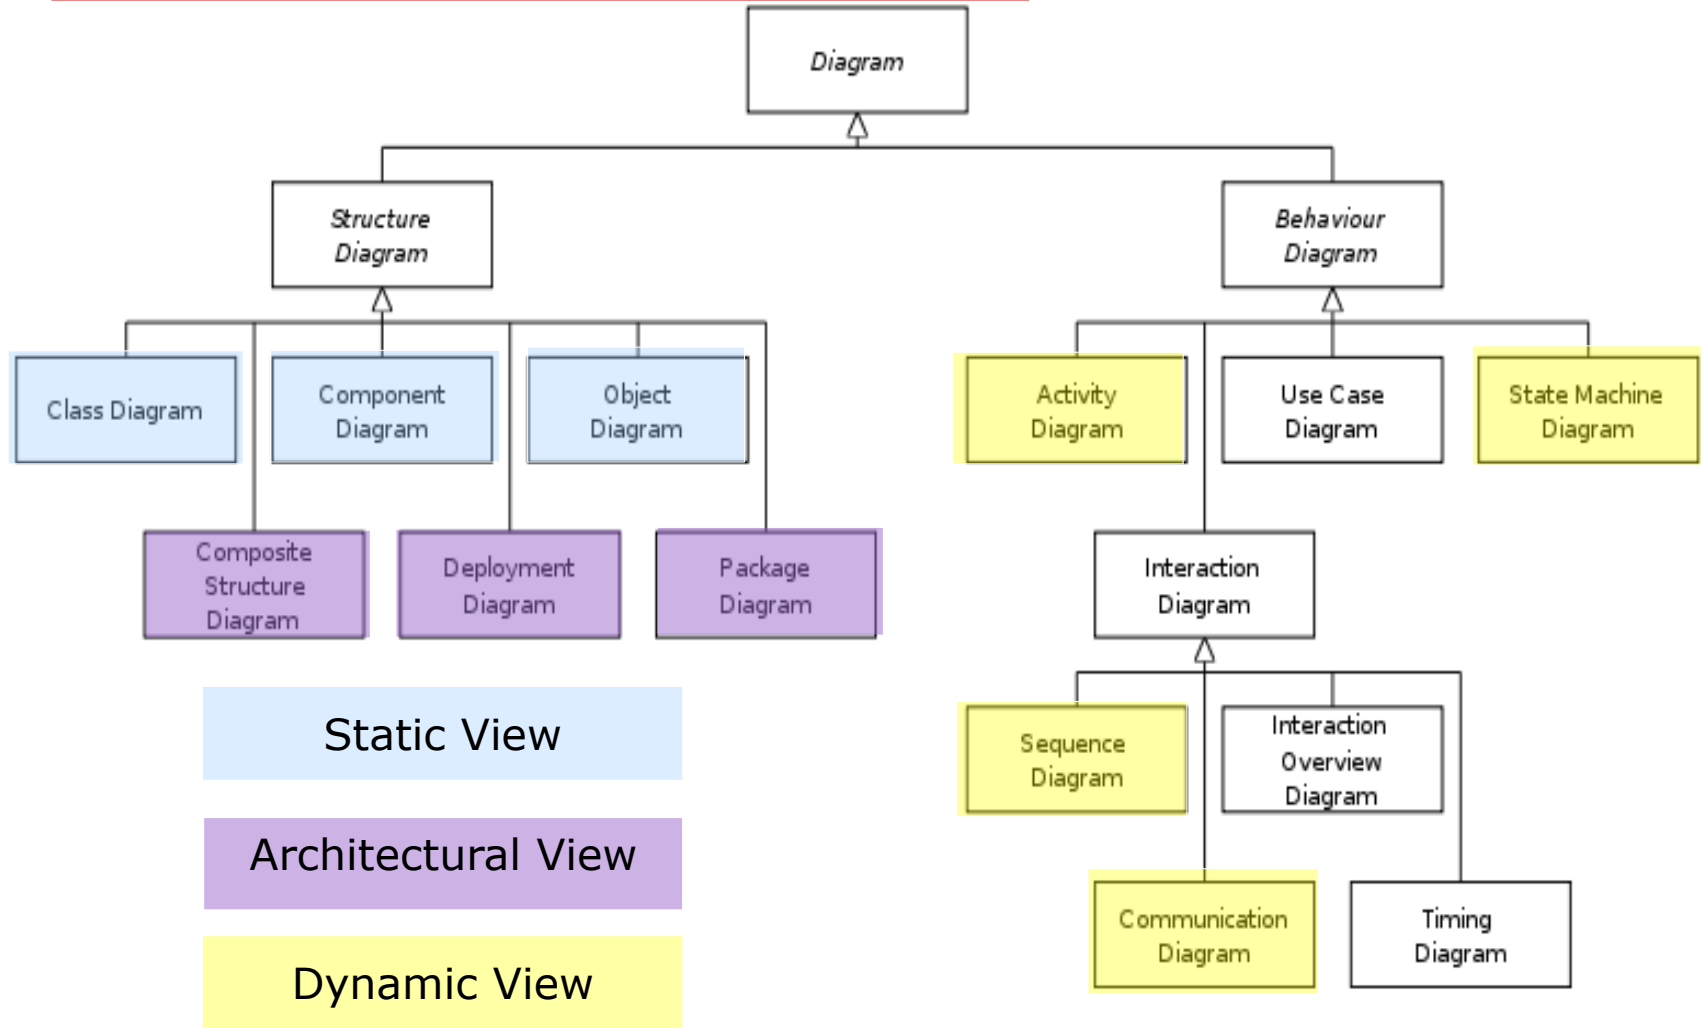 Diagram
Structure
Diagram
Behaviour
Diagram
Class Diagram
Component
Diagram
Object
Diagram
Activity
Diagram
Use Case
Diagram
State Machine
Diagram
Composite
Structure
Diagram
Deployment
Diagram
Package
Diagram
Interaction
Diagram
Sequence
Diagram
Interaction
Overview
Diagram
Communication
Diagram
Timing
Diagram
Static View
Architectural View
Dynamic View